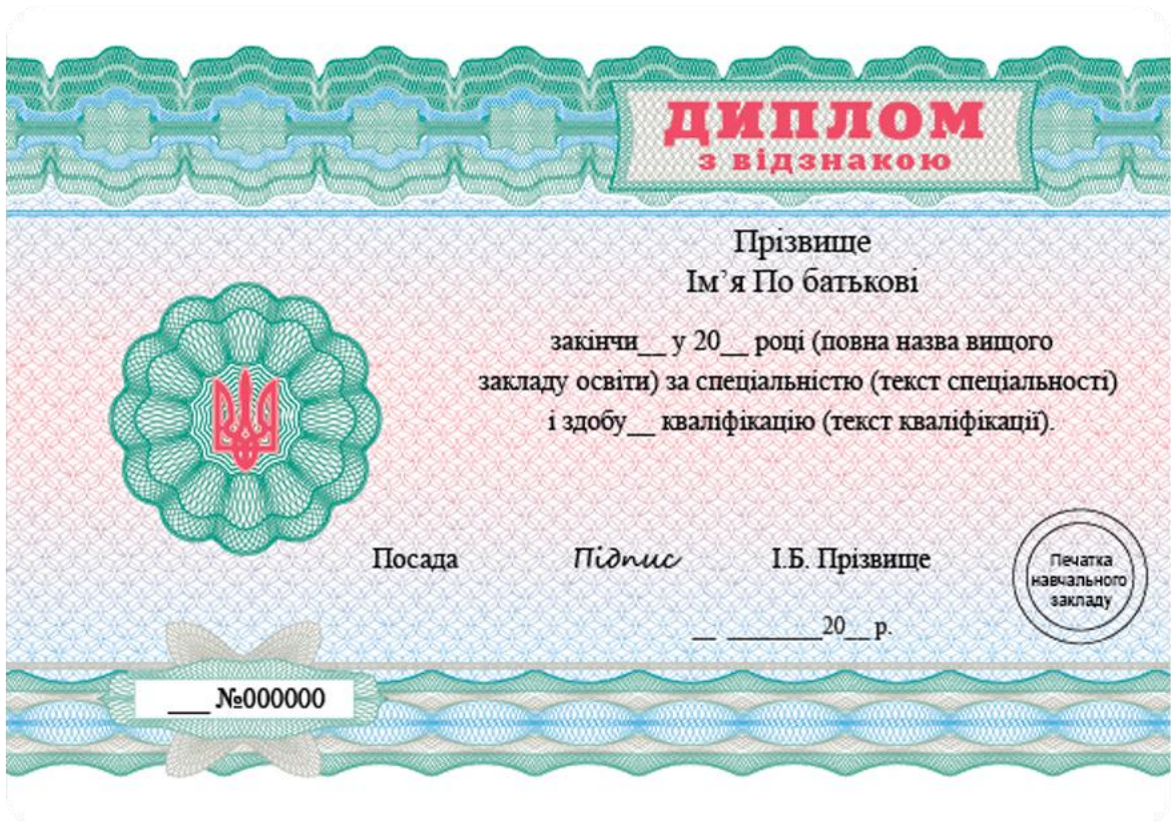 ДИПЛОМ
з відзнакою
Прізвище
Ім’я По батькові
закінчи__ у 20__ році (повна назва вищого
закладу освіти) за спеціальністю (текст спеціальності)
і здобу__ кваліфікацію (текст кваліфікації).
Посада Підпис І.Б. Прізвище
Печатка
навчального
закладу
__ ________20__ р.
___ №000000